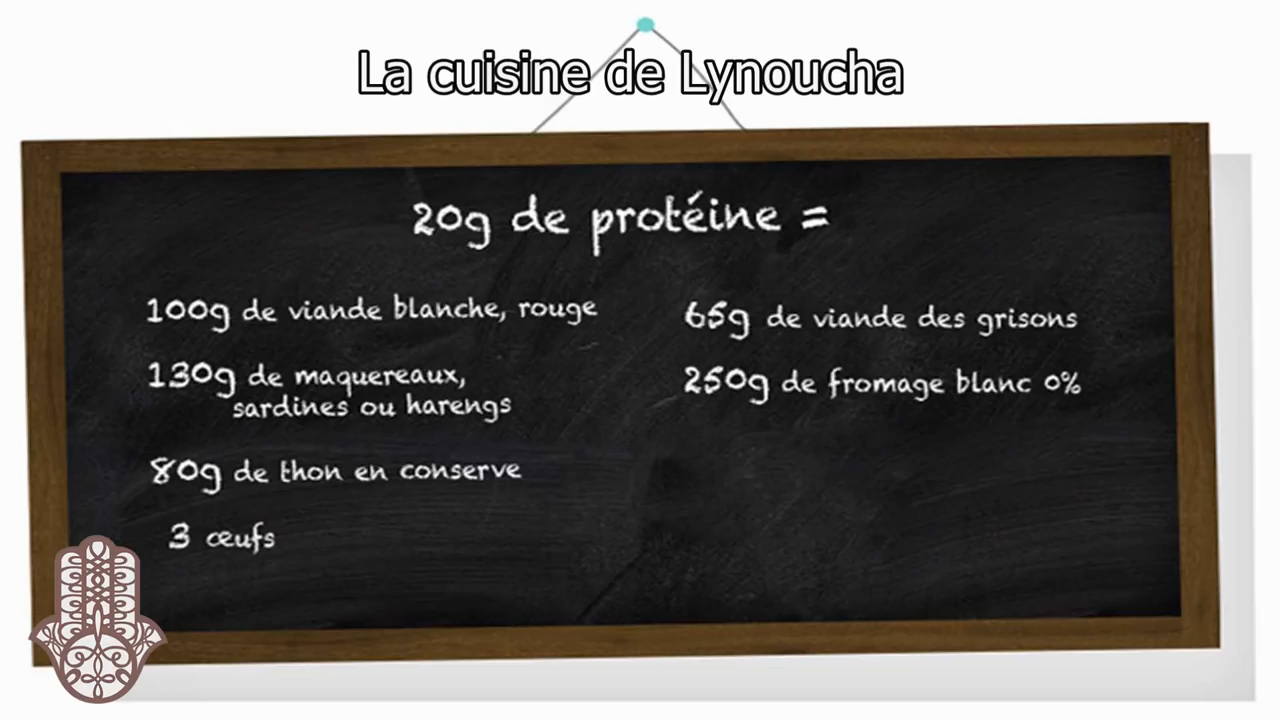 La cuisine de Lynoucha
20g de protéine =
100g de viande blanche, rouge
130g de maquereaux,
sardines ou harengs
80g de thon en conserve
3 œufs
65g de viande des grisons
250g de fromage blanc 0%